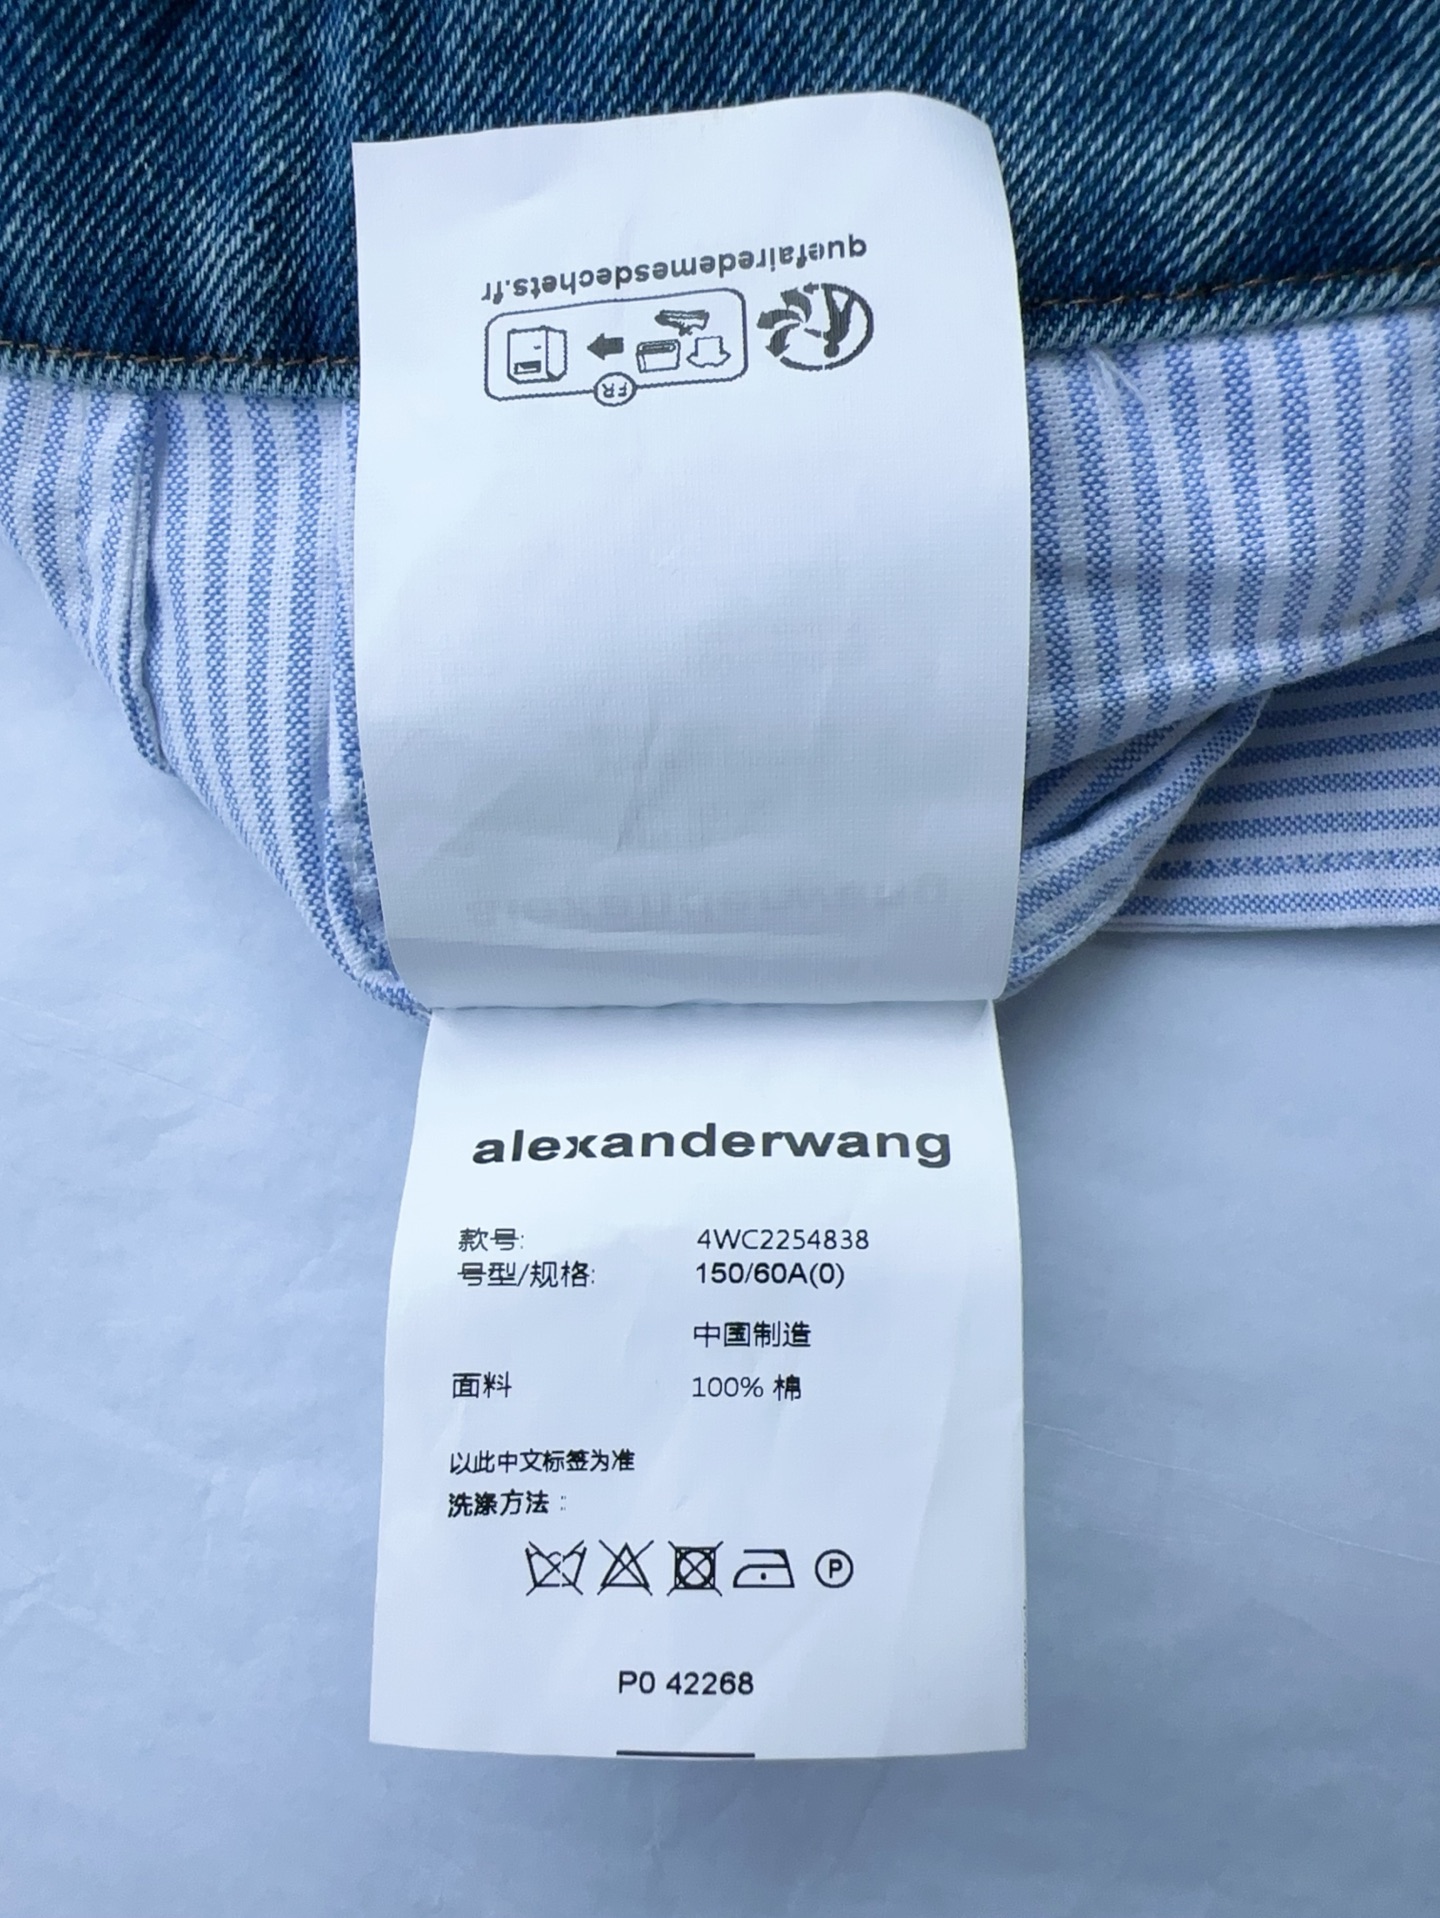 quefairedemesdechets.fr
FR
alexanderwang
款号: 4WC2254838
号型/规格: 150/60A(0)
中国制造
面料 100% 棉
以此中文标签为准
洗涤方法：
P
P0 42268